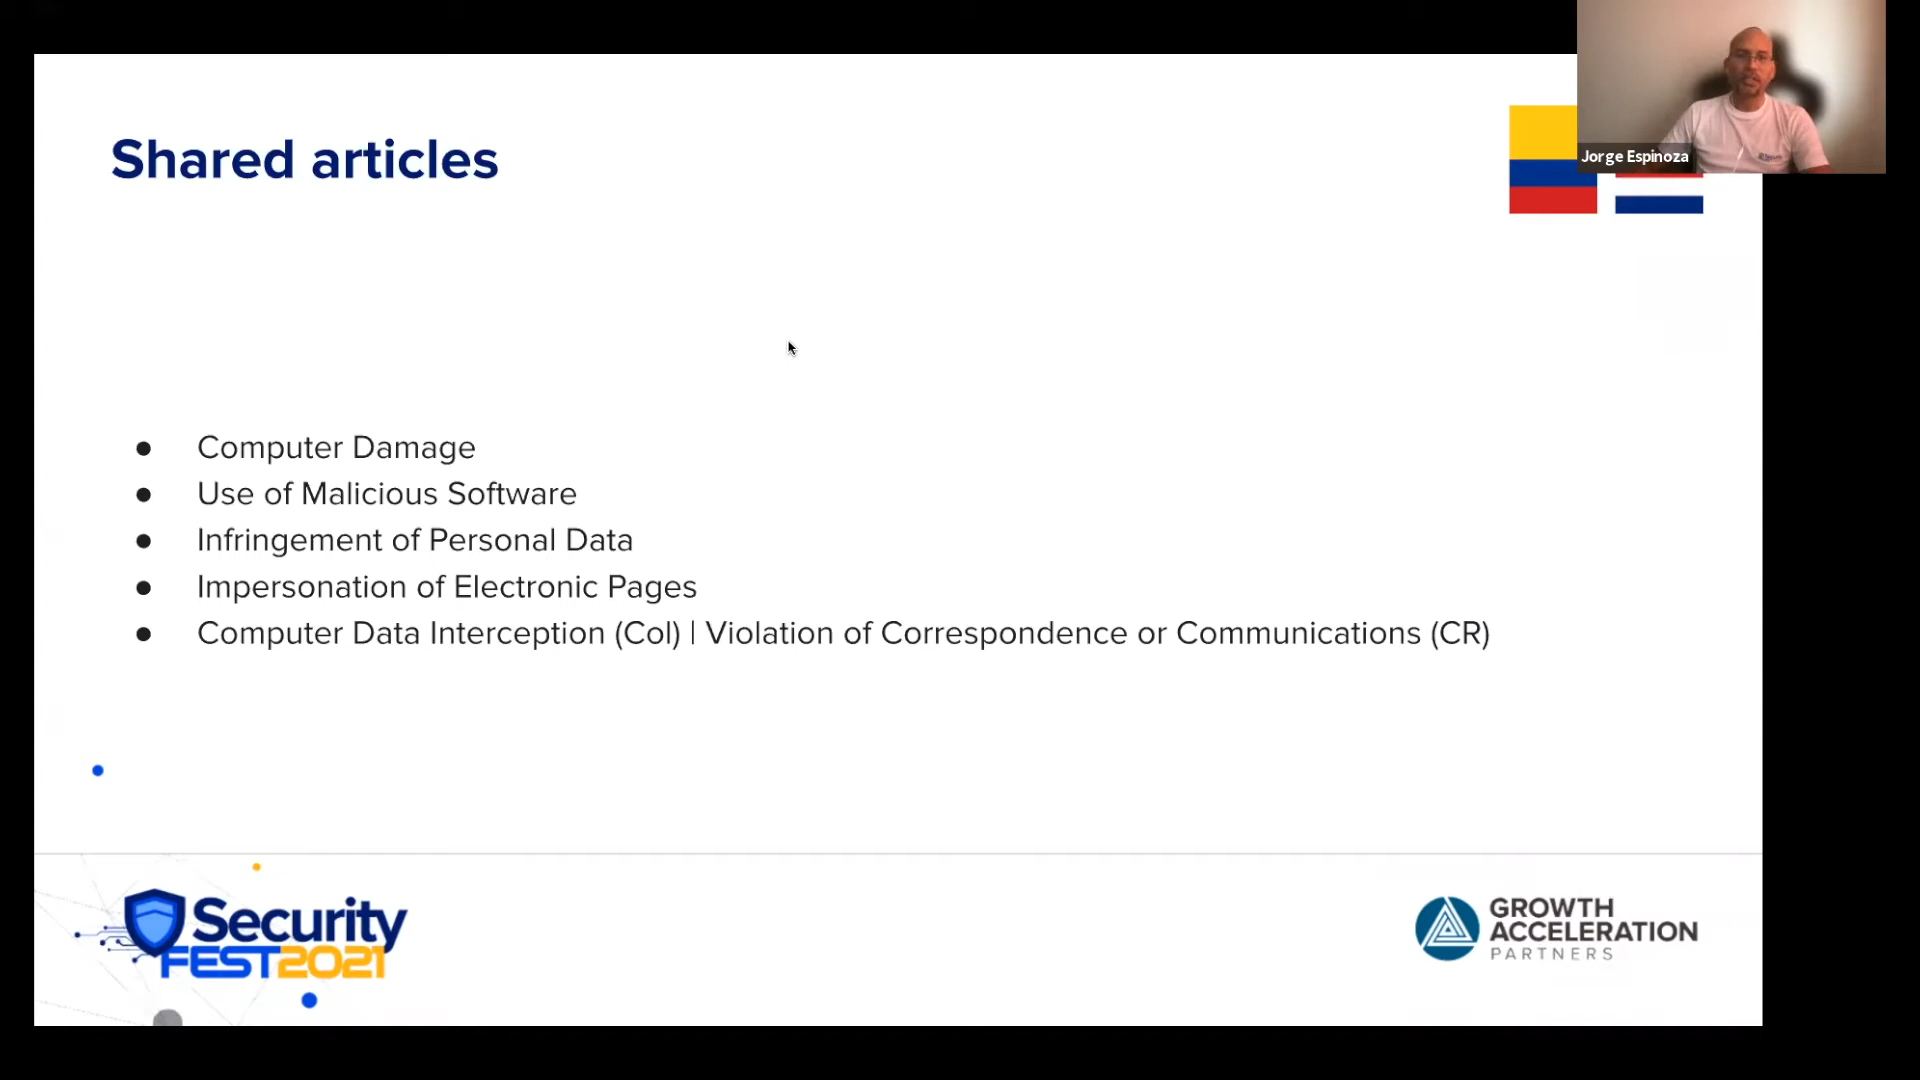 Jorge Espinoza
Shared articles
● Computer Damage
● Use of Malicious Software
● Infringement of Personal Data
● Impersonation of Electronic Pages
● Computer Data Interception (Col) | Violation of Correspondence or Communications (CR)
Security
FEST2021
GROWTH
ACCELERATION
PARTNERS